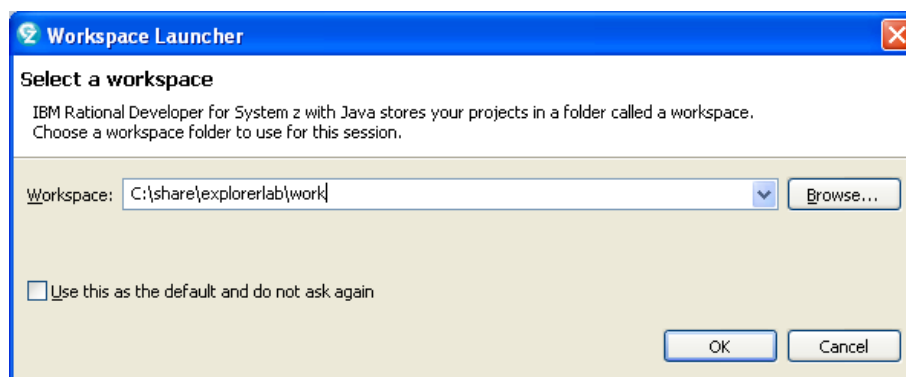 Workspace Launcher
Select a workspace
IBM Rational Developer for System z with Java stores your projects in a folder called a workspace.
Choose a workspace folder to use for this session.
Workspace: C:\share\explorerlab\work Browse...
Use this as the default and do not ask again
OK Cancel